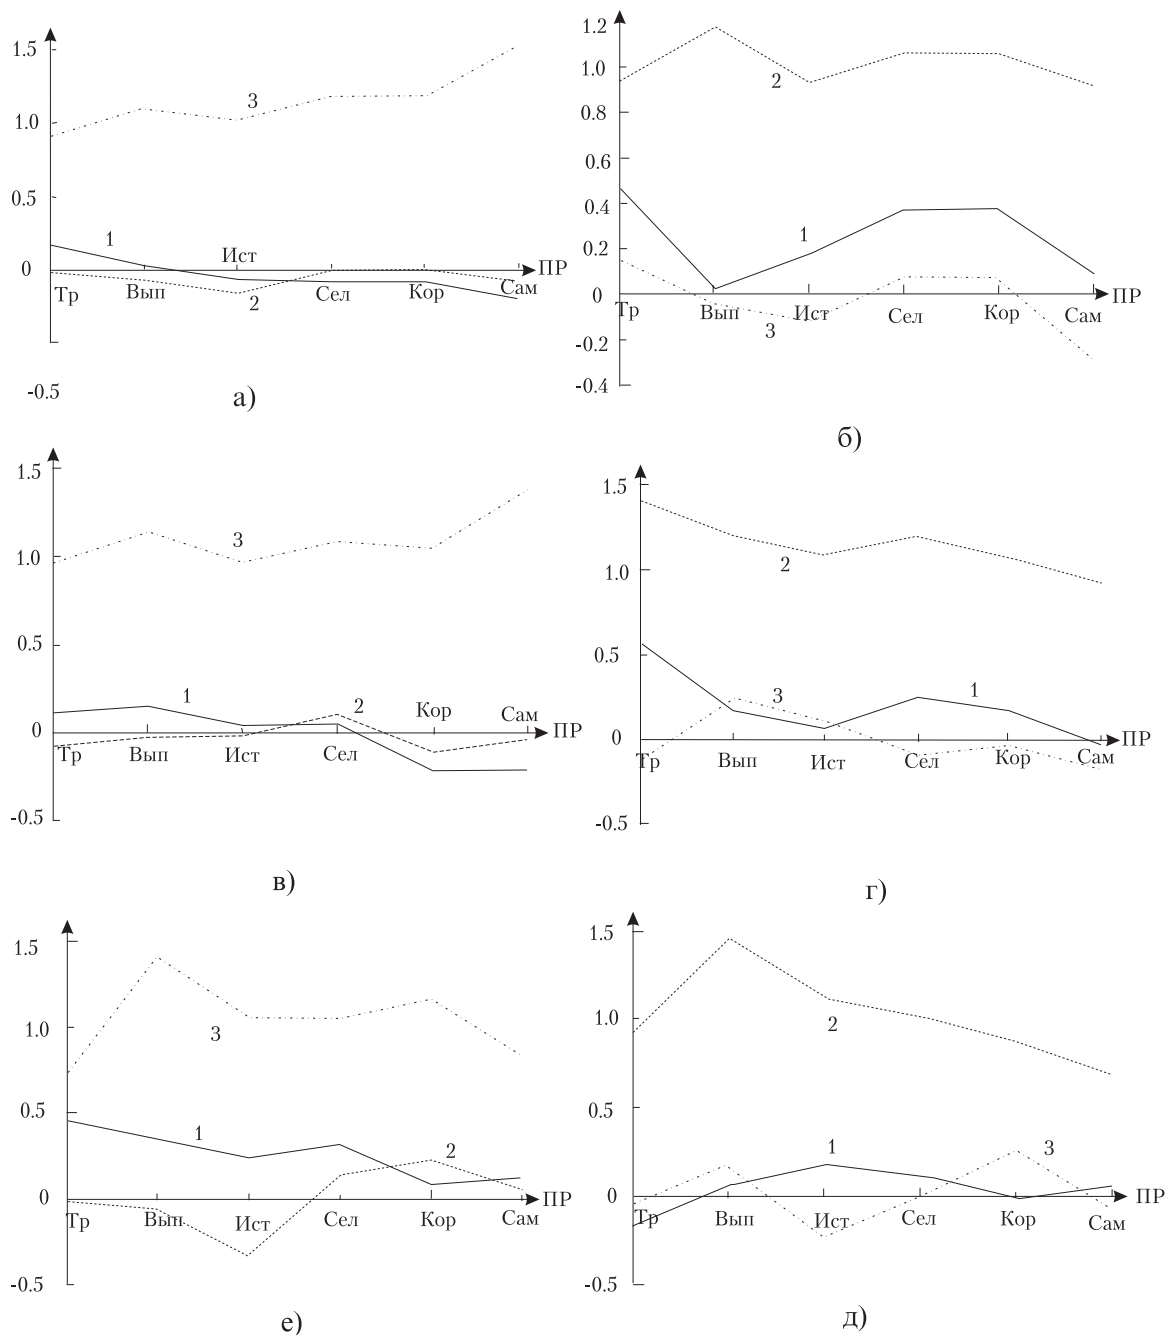 1.5
3
1.0
0.5
1
Ист
0
ПР
Тр
Вып
2
Сел
Кор
Сам
-0.5
а)
1.2
1.0
2
0.8
0.6
0.4
1
0.2
0
ПР
Тр
Вып
3
Ист
Сел
Кор
Сам
-0.2
-0.4
б)
1.5
3
1.0
0.5
1
2
Кор
Сам
0
ПР
Тр
Вып
Ист
Сел
-0.5
в)
1.5
2
1.0
0.5
3
1
0
ПР
Тр
Вып
Ист
Сел
Кор
Сам
-0.5
г)
1.5
3
1.0
0.5
1
2
0
ПР
Тр
Вып
Ист
Сел
Кор
Сам
-0.5
е)
1.5
1.0
2
0.5
1
3
0
ПР
Тр
Вып
Ист
Сел
Кор
Сам
-0.5
д)